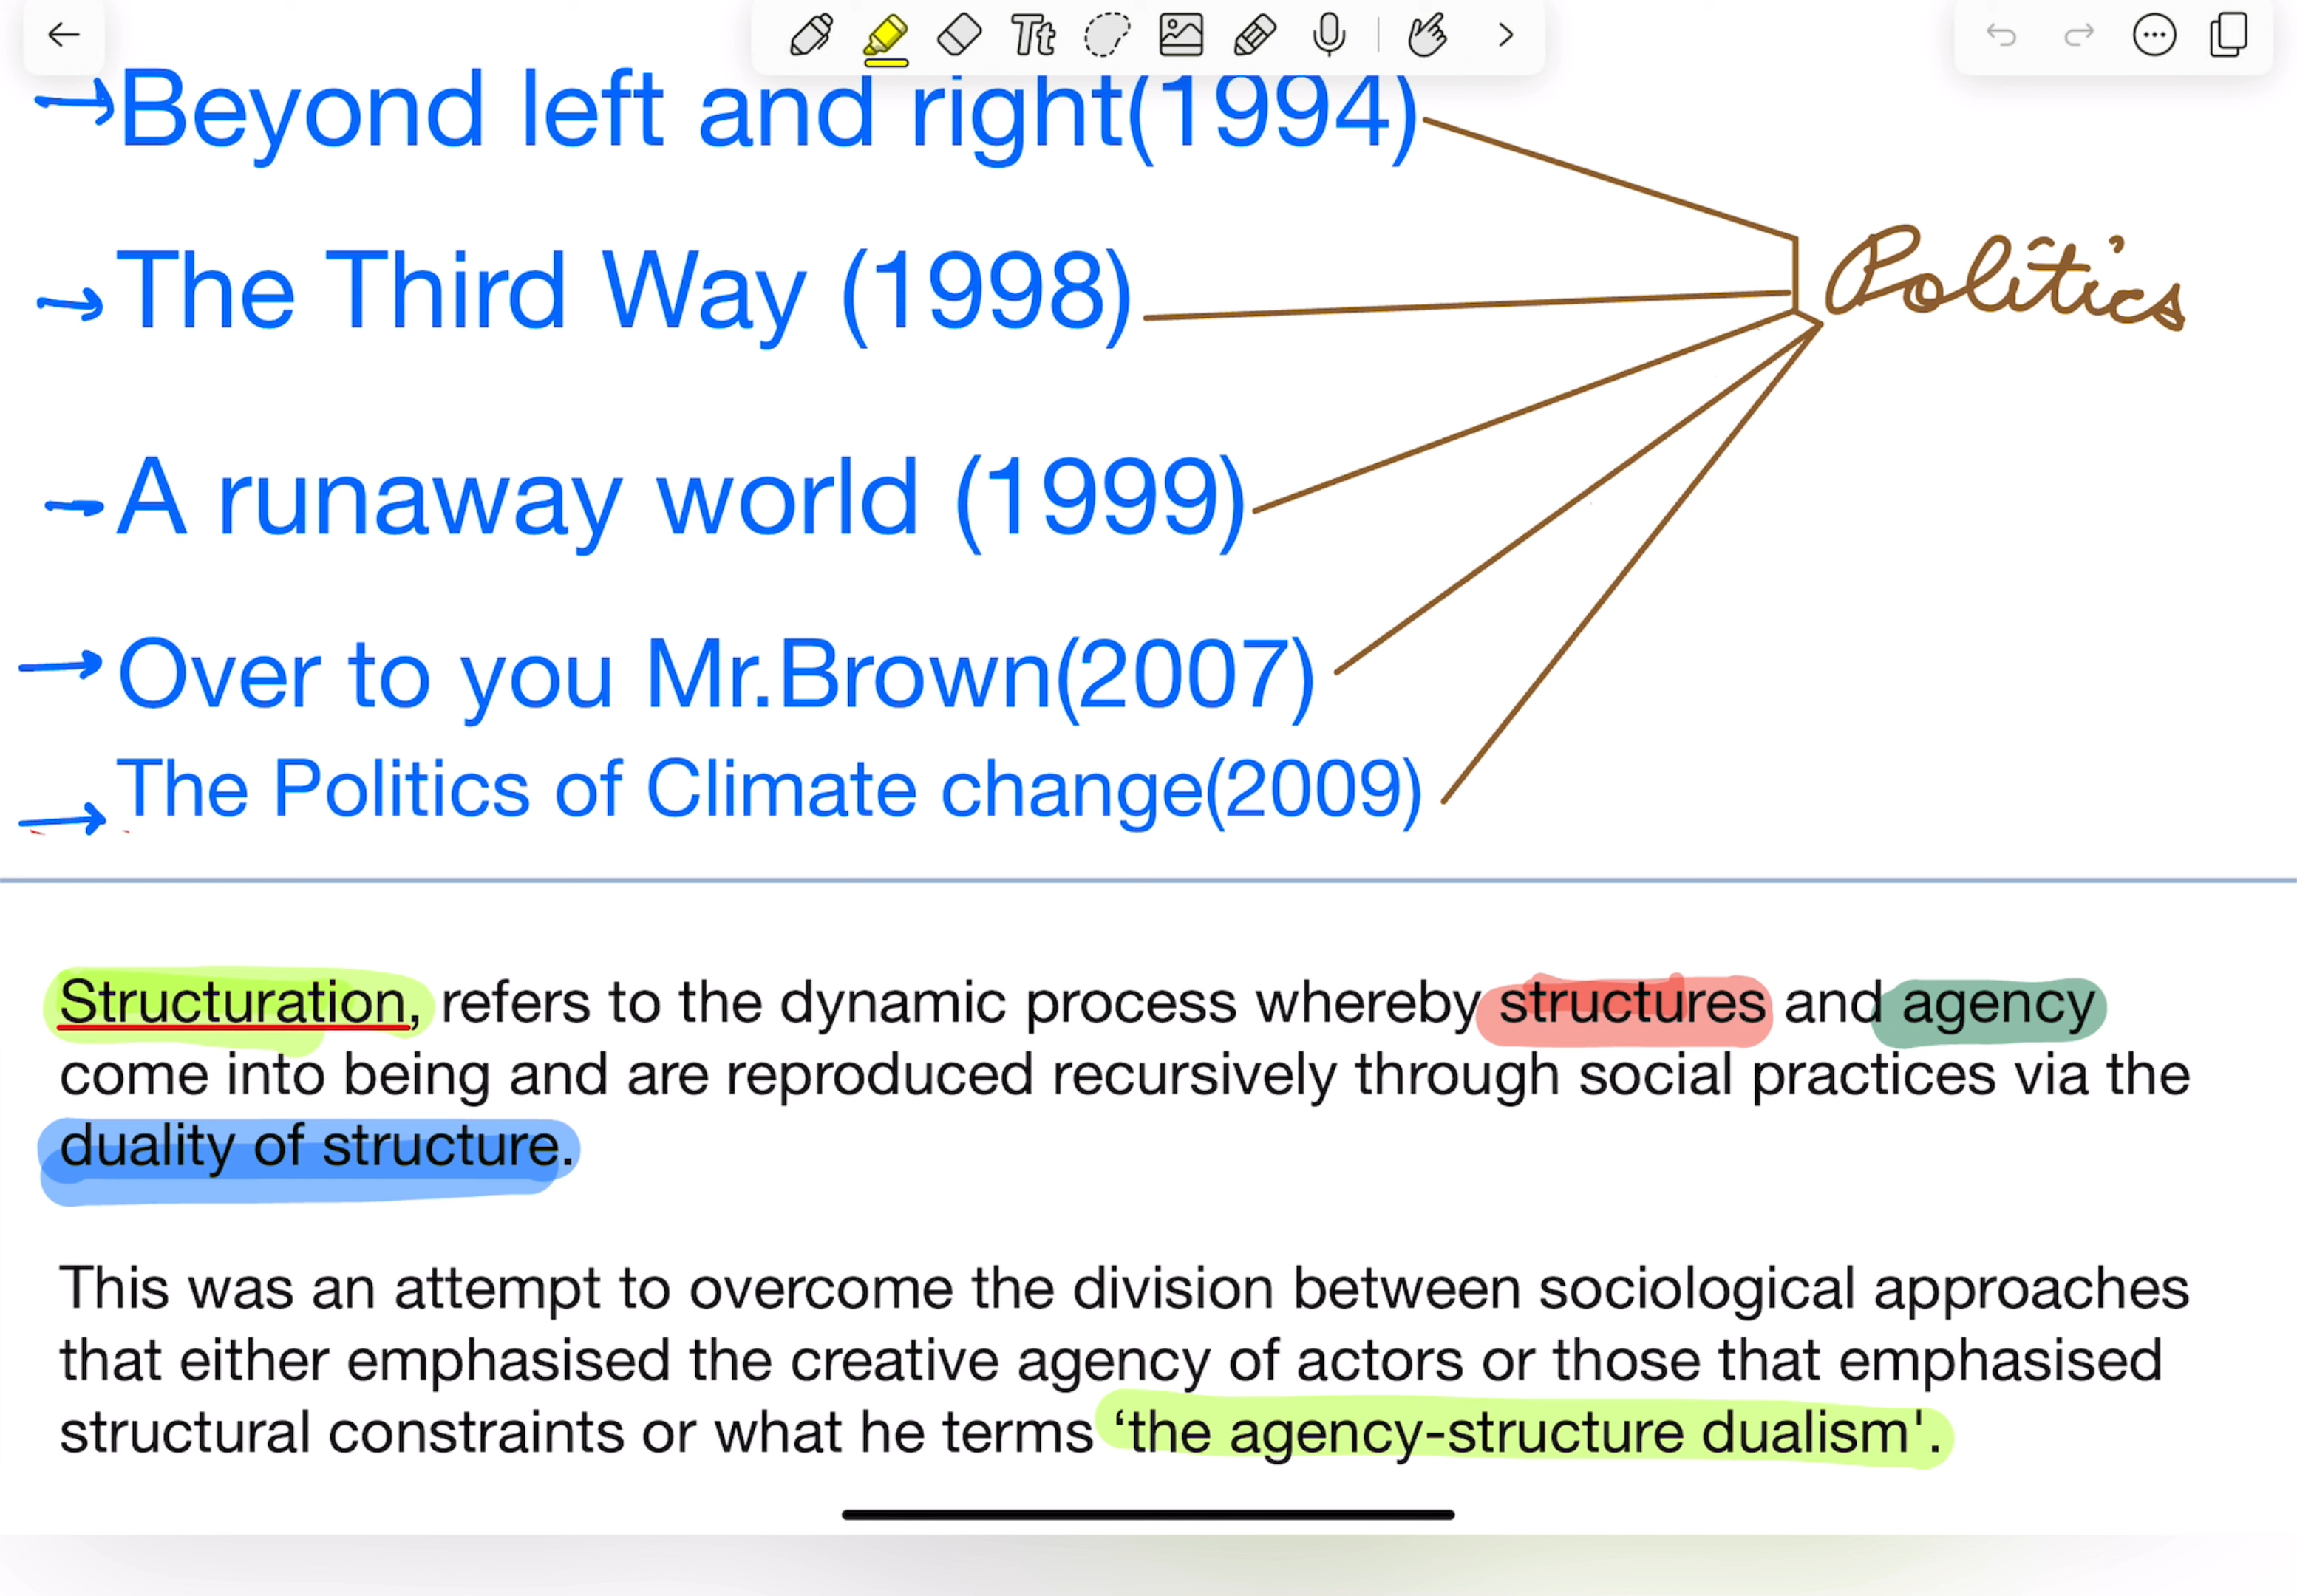 Tt
Beyond left and right(1994)
The Third Way (1998)
Politics
A runaway world (1999)
Over to you Mr.Brown(2007)
The Politics of Climate change(2009)
Structuration, refers to the dynamic process whereby structures and agency
come into being and are reproduced recursively through social practices via the
duality of structure.
This was an attempt to overcome the division between sociological approaches
that either emphasised the creative agency of actors or those that emphasised
structural constraints or what he terms ‘the agency-structure dualism'.